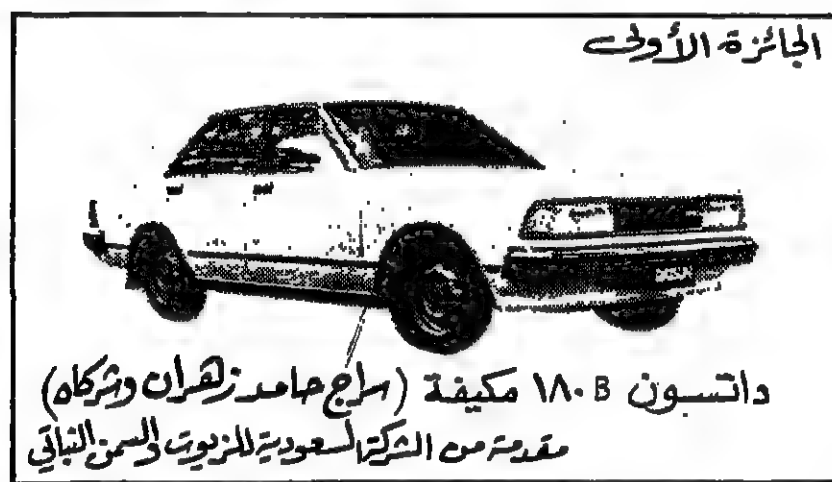 الجائزة الأولى
داتسون ١٨٠B مكيفة (سراج حامد زهران وشركاه)
مقدمة من الشركة السعودية للزيوت والسمن النباتي